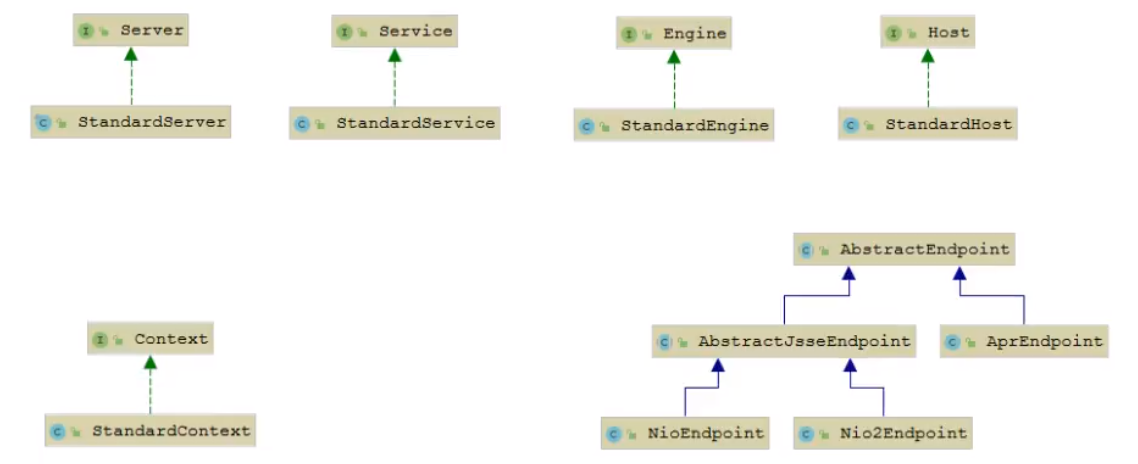 Server
Service
Engine
Host
StandardServer
StandardService
StandardEngine
StandardHost
AbstractEndpoint
Context
AbstractJsseEndpoint
AprEndpoint
StandardContext
NioEndpoint
Nio2Endpoint